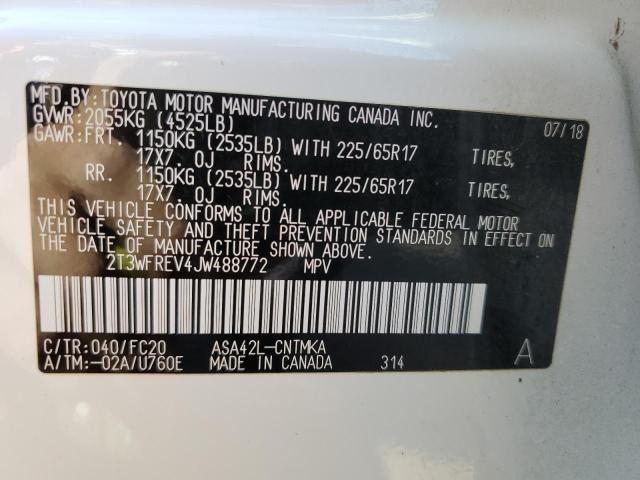 MFD.BY:TOYOTA MOTOR MANUFACTURING CANADA INC. 07/18
GVWR:2055KG (4525LB)
GAWR:FRT. 1150KG (2535LB) WITH 225/65R17 TIRES,
17X7. 0J RIMS.
RR. 1150KG (2535LB) WITH 225/65R17 TIRES,
17X7. 0J RIMS.
THIS VEHICLE CONFORMS TO ALL APPLICABLE FEDERAL MOTOR
VEHICLE SAFETY AND THEFT PREVENTION STANDARDS IN EFFECT ON
THE DATE OF MANUFACTURE SHOWN ABOVE.
2T3WFREV4JW488772 MPV
C/TR:040/FC20 ASA42L-CNTMKA
A/TM:-02A/U760E MADE IN CANADA 314 A